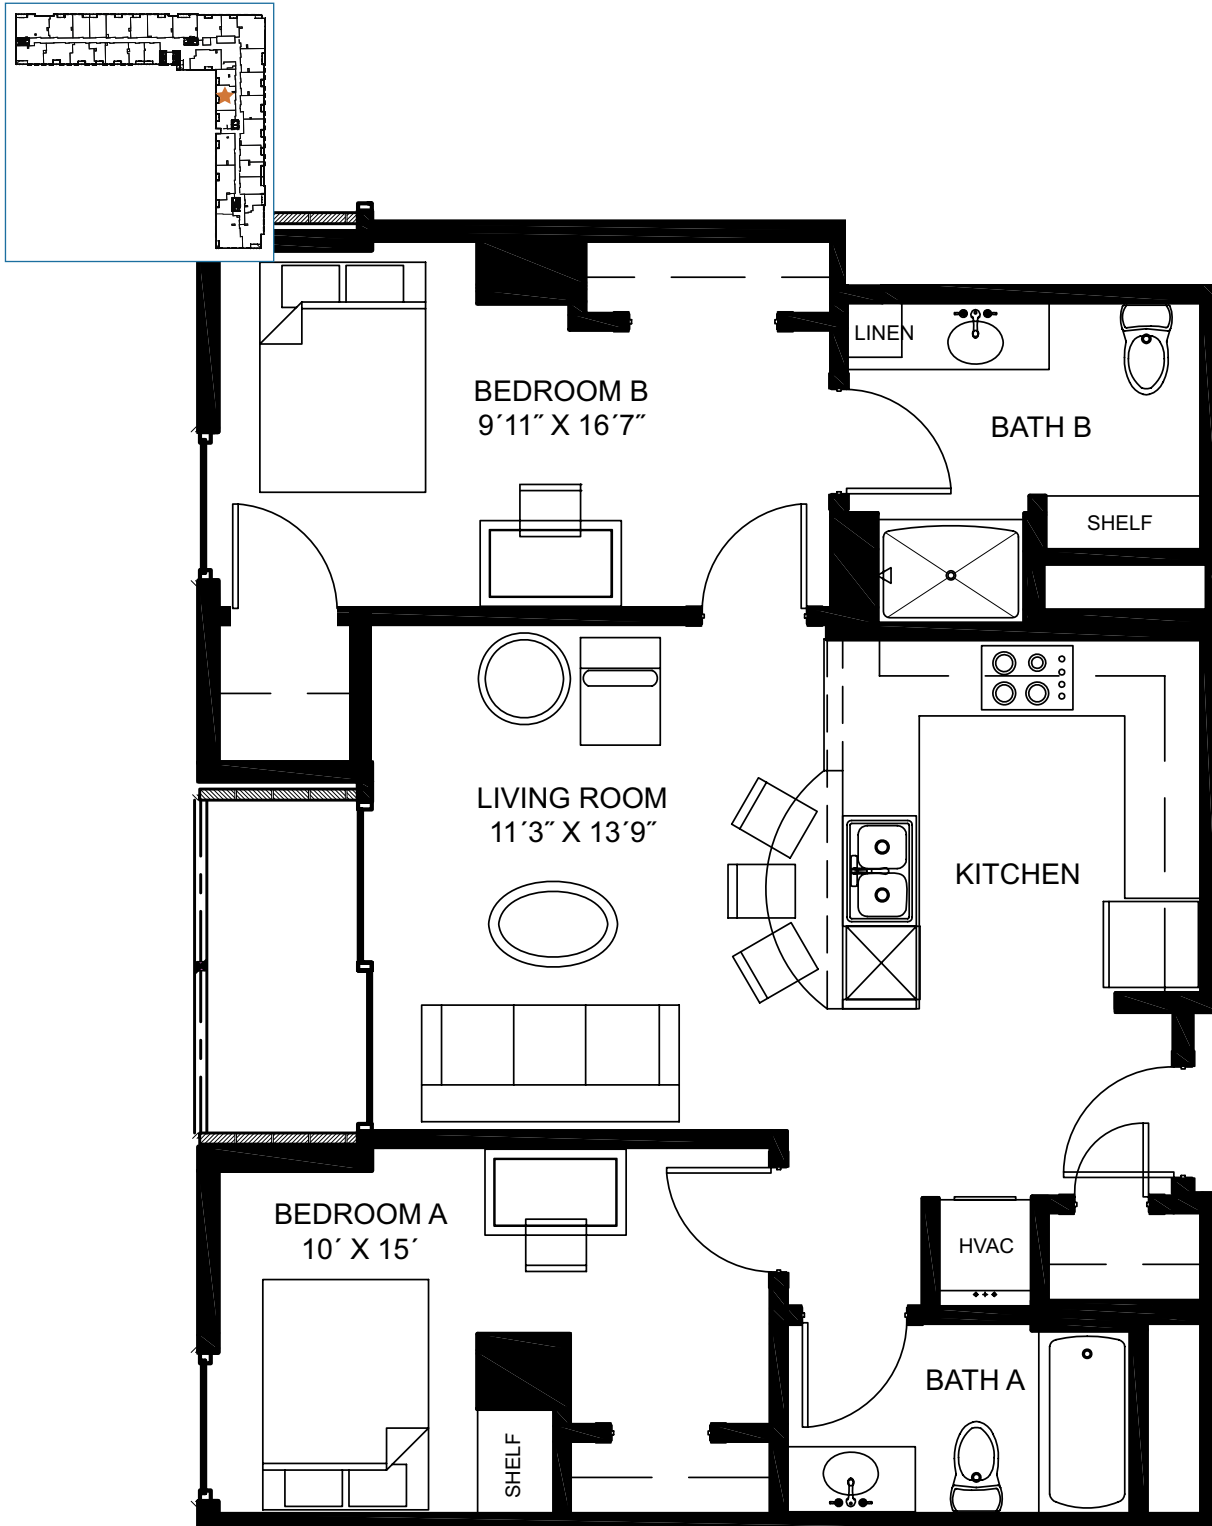 LINEN
BEDROOM B
9´11˝ X 16´7˝
BATH B
SHELF
LIVING ROOM
11´3˝ X 13´9˝
KITCHEN
BEDROOM A
10´ X 15´
HVAC
BATH A
SHELF